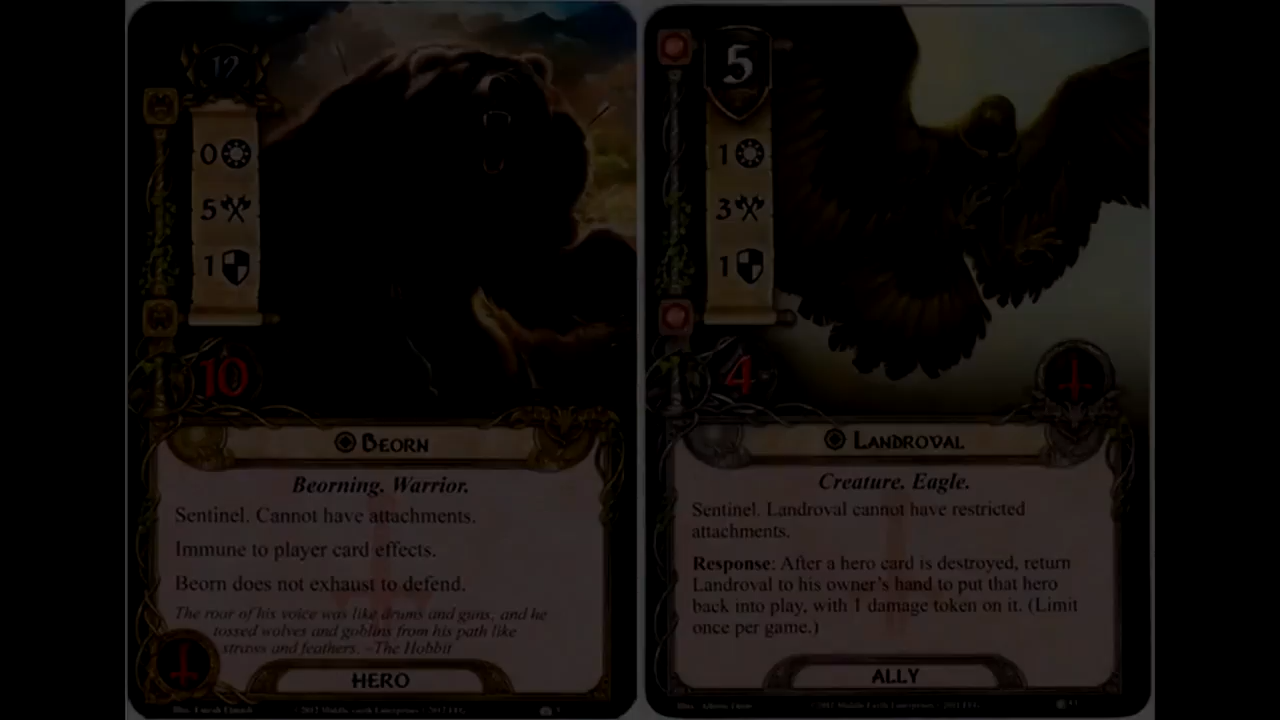 12
0
5
1
10
BEORN
Beorning. Warrior.
Sentinel. Cannot have attachments.
Immune to player card effects.
Beorn does not exhaust to defend.
The roar of his voice was like drums and guns, and he
tossed wolves and goblins from his path like
straws and feathers. –The Hobbit
HERO
5
1
3
1
4
LANDROVAL
Creature. Eagle.
Sentinel. Landroval cannot have restricted
attachments.
Response: After a hero card is destroyed, return
Landroval to his owner's hand to put that hero
back into play, with 1 damage token on it. (Limit
once per game.)
ALLY